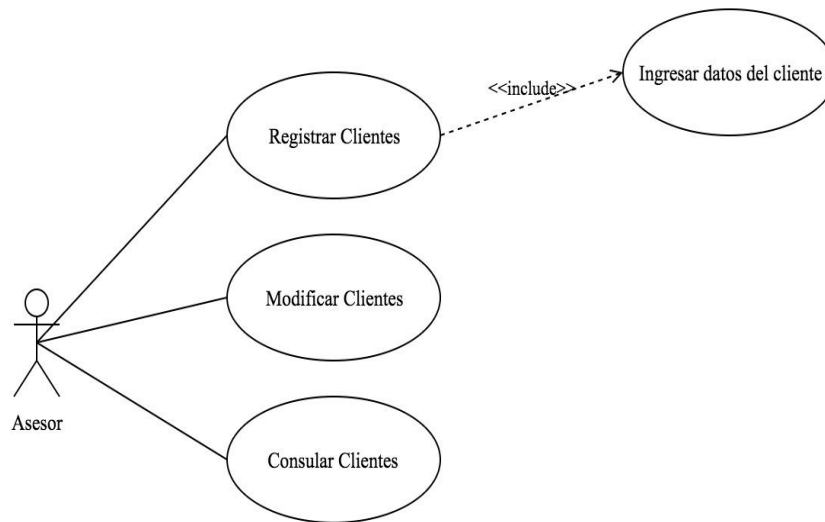 Ingresar datos del cliente
<<include>>
Registrar Clientes
Modificar Clientes
Asesor
Consular Clientes